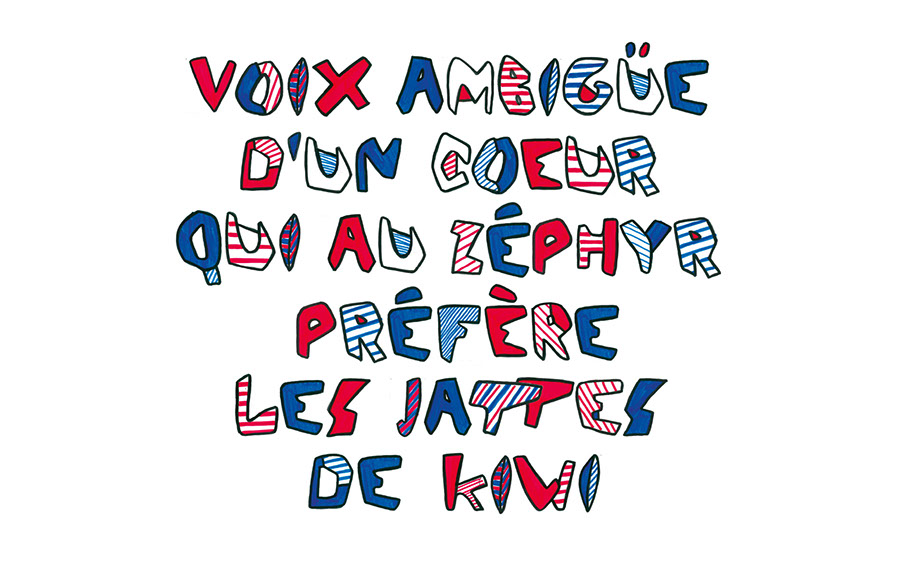 VOIX AMBIGÜE
D'UN COEUR
QUI AU ZÉPHYR
PRÉFÈRE
LES JATTES
DE KIWI